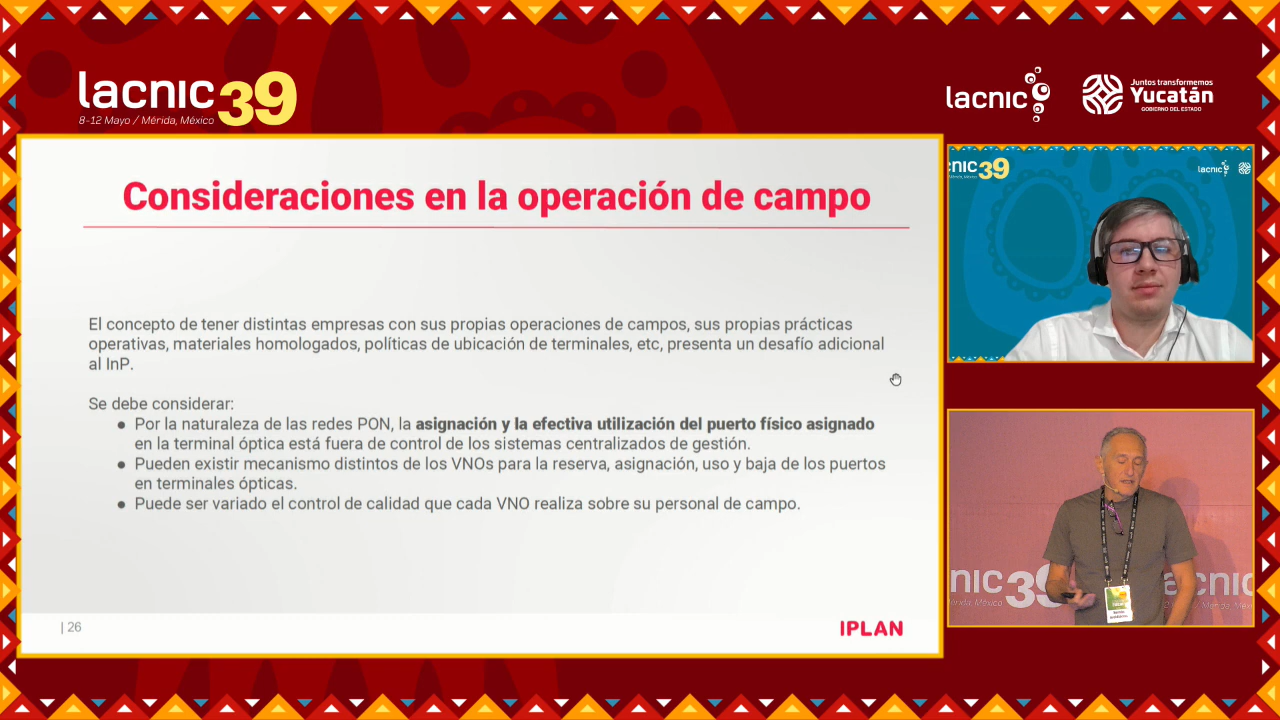 lacnic39
8-12 Mayo / Mérida, México
lacnic
Juntos transformemos
Yucatán
GOBIERNO DEL ESTADO
Consideraciones en la operación de campo
El concepto de tener distintas empresas con sus propias operaciones de campos, sus propias prácticas
operativas, materiales homologados, políticas de ubicación de terminales, etc, presenta un desafío adicional
al InP.
Se debe considerar:
● Por la naturaleza de las redes PON, la asignación y la efectiva utilización del puerto físico asignado
en la terminal óptica está fuera de control de los sistemas centralizados de gestión.
● Pueden existir mecanismo distintos de los VNOs para la reserva, asignación, uso y baja de los puertos
en terminales ópticas.
● Puede ser variado el control de calidad que cada VNO realiza sobre su personal de campo.
| 26
IPLAN
nic39
lacnic
nic39
acnic